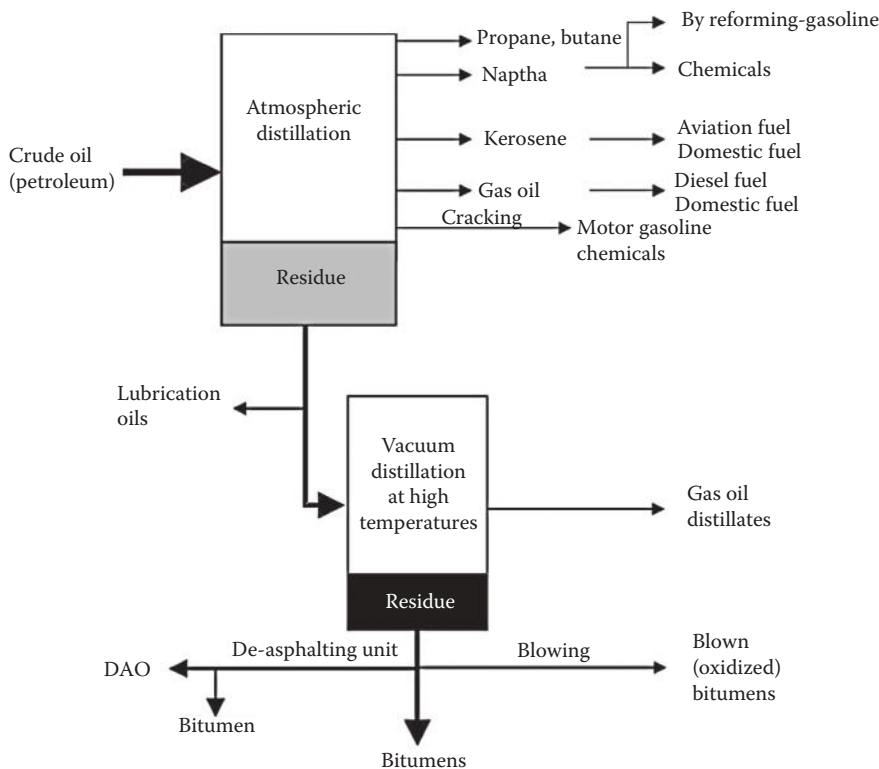 Propane, butane
By reforming-gasoline
Naptha
Chemicals
Atmospheric
distillation
Crude oil
(petroleum)
Kerosene
Aviation fuel
Domestic fuel
Gas oil
Diesel fuel
Domestic fuel
Cracking
Motor gasoline
chemicals
Residue
Lubrication
oils
Vacuum
distillation
at high
temperatures
Gas oil
distillates
Residue
De-asphalting unit
DAO
Bitumen
Blowing
Blown
(oxidized)
bitumens
Bitumens